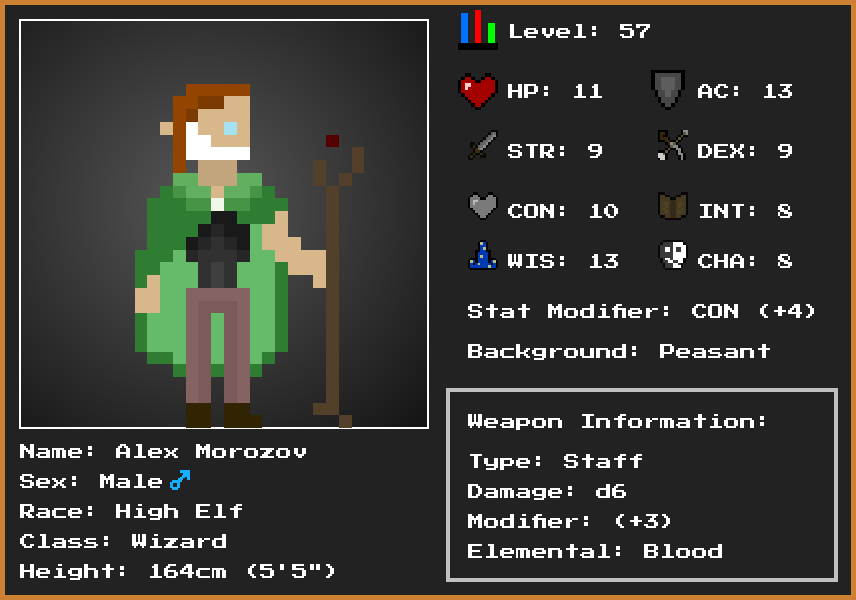 Level: 57
HP: 11 AC: 13
STR: 9 DEX: 9
CON: 10 INT: 8
WIS: 13 CHA: 8
Stat Modifier: CON (+4)
Background: Peasant
Weapon Information:
Type: Staff
Damage: d6
Modifier: (+3)
Elemental: Blood
Name: Alex Morozov
Sex: Male ♂
Race: High Elf
Class: Wizard
Height: 164cm (5'5")